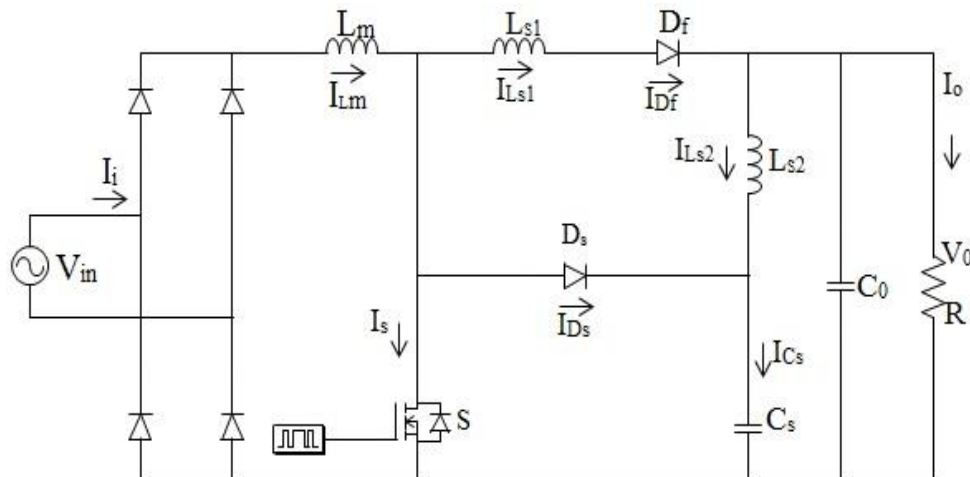 Lm
Ls1
Df
ILm
ILs1
IDf
Io
Ii
ILs2
Ls2
Vin
Ds
IDs
V0
C0
R
Is
ICs
S
Cs